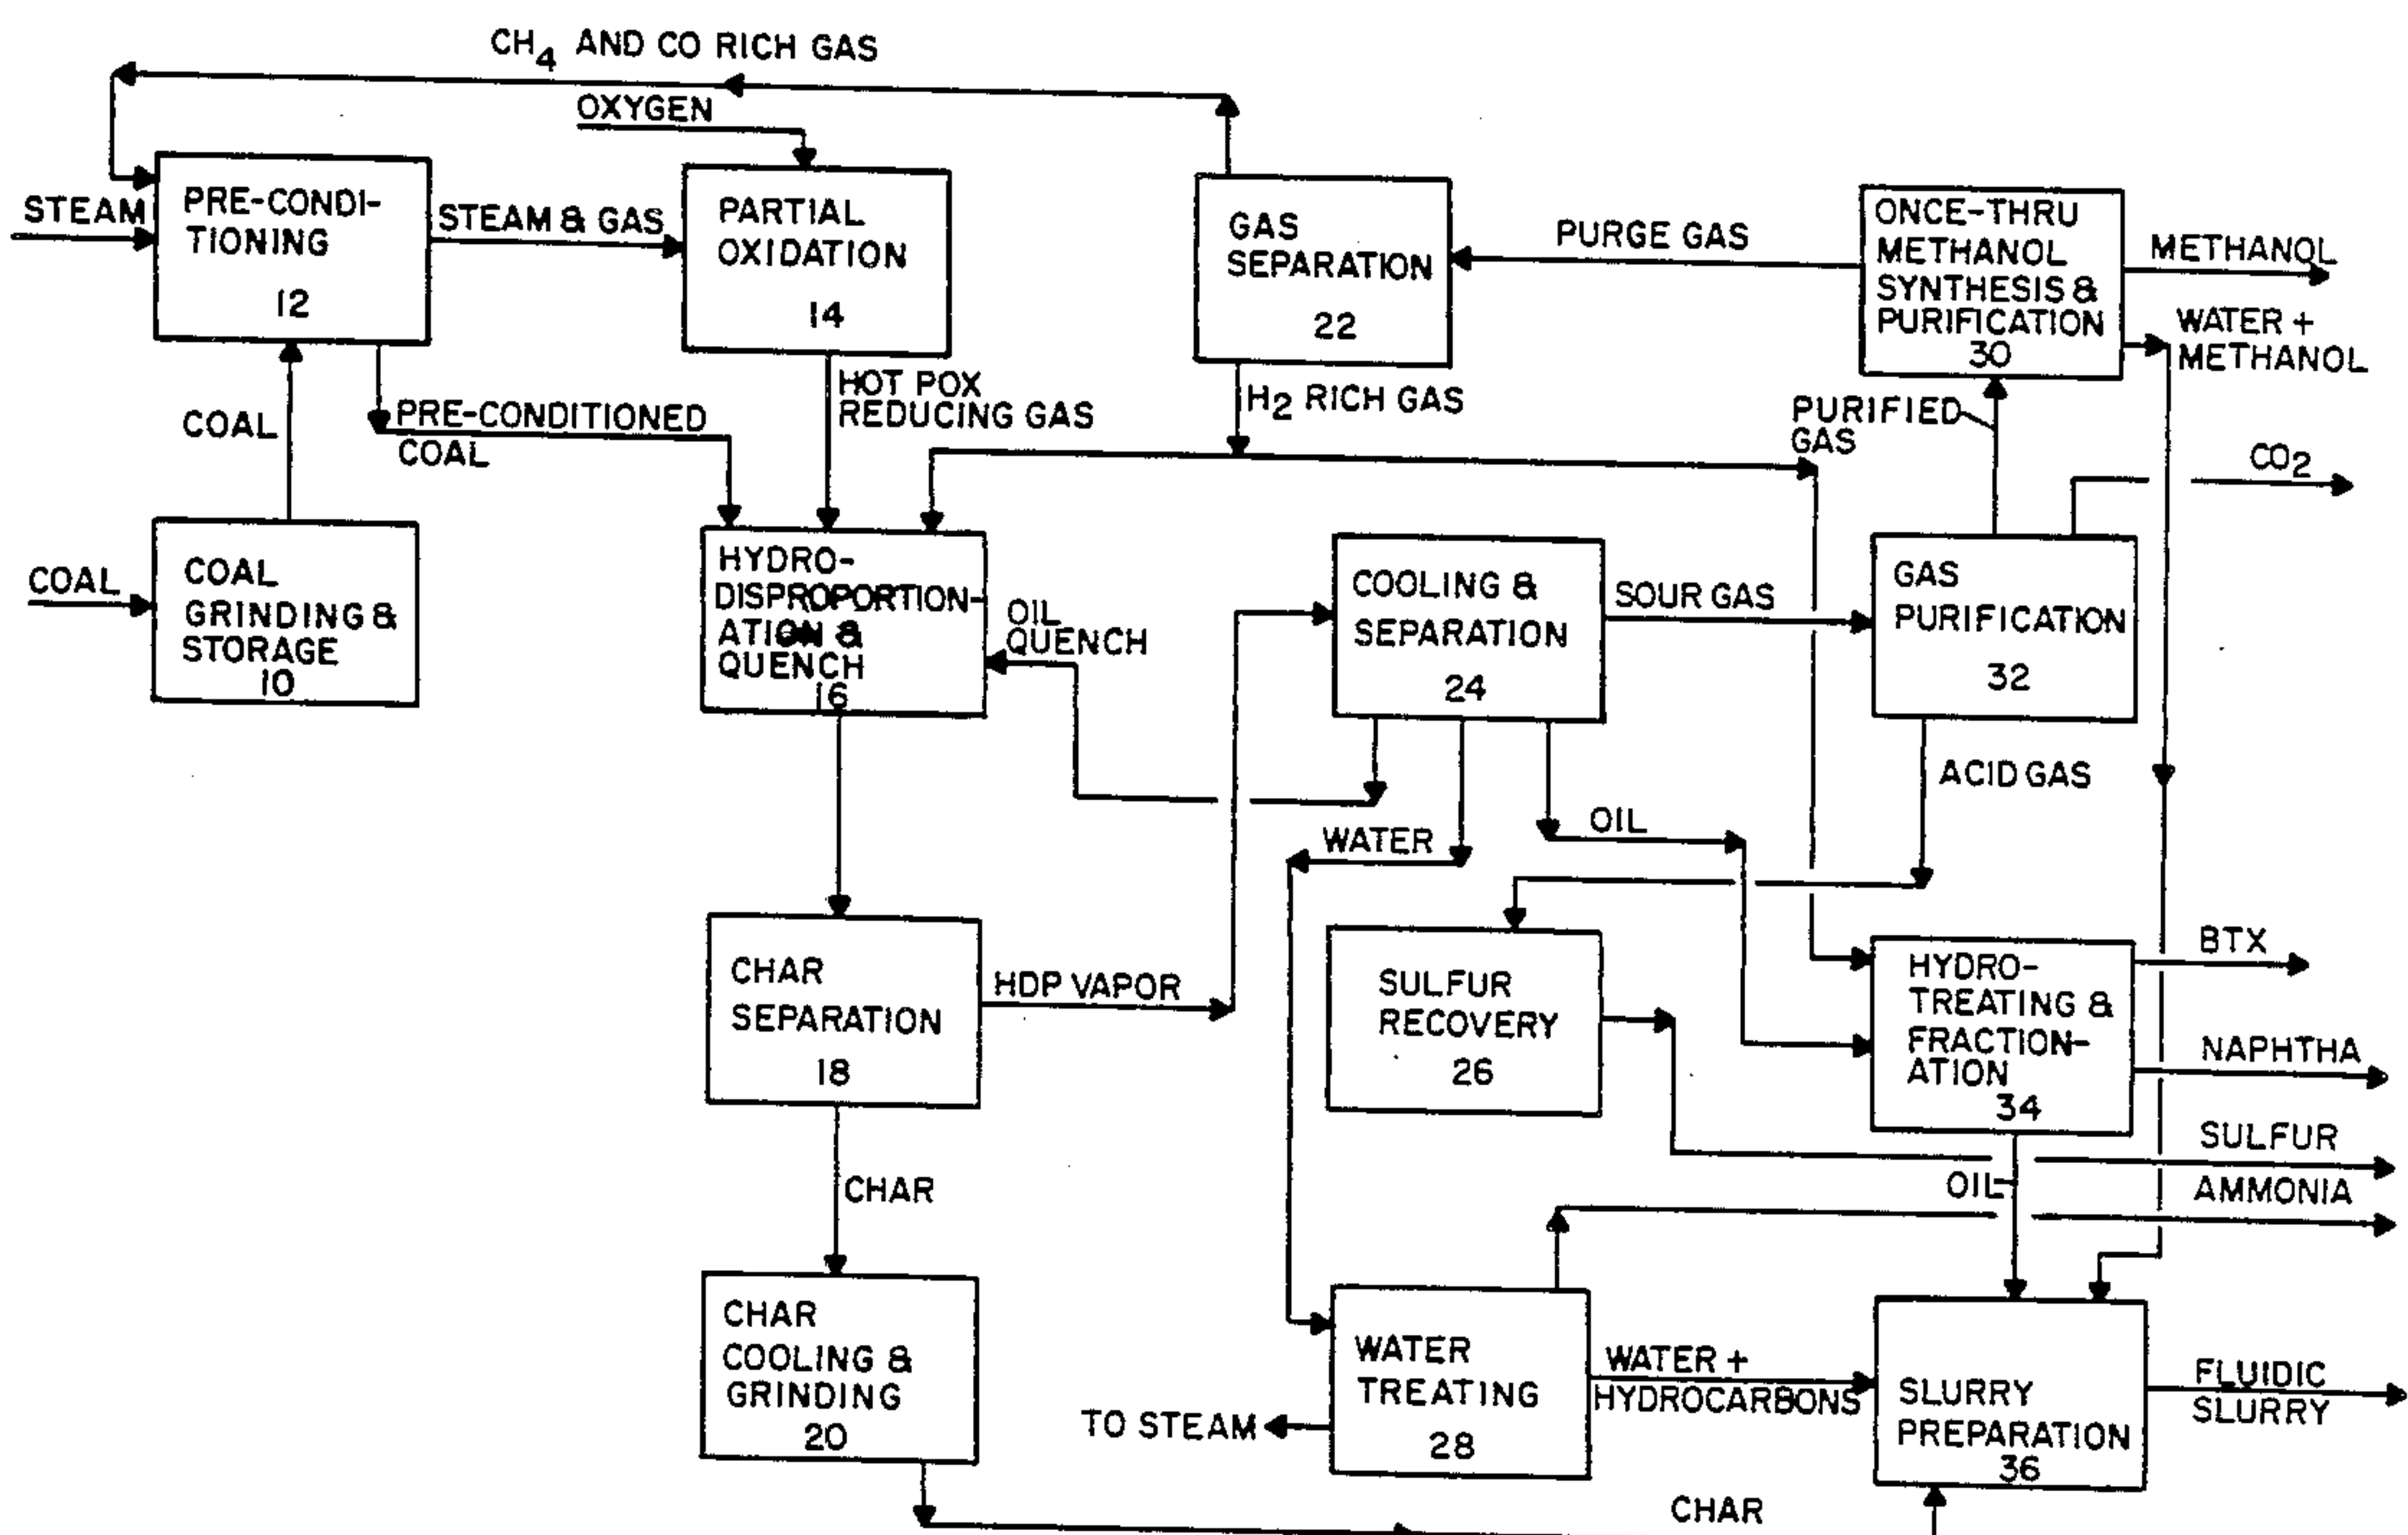 CH4 AND CO RICH GAS
OXYGEN
STEAM
PRE-CONDI-
TIONING
12
STEAM & GAS
PARTIAL
OXIDATION
14
GAS
SEPARATION
22
PURGE GAS
ONCE-THRU
METHANOL
SYNTHESIS &
PURIFICATION
30
METHANOL
WATER +
METHANOL
COAL
PRE-CONDITIONED
COAL
HOT POX
REDUCING GAS
H2 RICH GAS
PURIFIED
GAS
CO2
COAL
COAL
GRINDING &
STORAGE
10
HYDRO-
DISPROPORTION-
ATION &
QUENCH
16
OIL
QUENCH
COOLING &
SEPARATION
24
SOUR GAS
GAS
PURIFICATION
32
ACID GAS
WATER
OIL
CHAR
SEPARATION
18
HDP VAPOR
SULFUR
RECOVERY
26
HYDRO-
TREATING &
FRACTION-
ATION
34
BTX
NAPHTHA
SULFUR
OIL
AMMONIA
CHAR
CHAR
COOLING &
GRINDING
20
WATER
TREATING
28
TO STEAM
WATER +
HYDROCARBONS
SLURRY
PREPARATION
36
FLUIDIC
SLURRY
CHAR